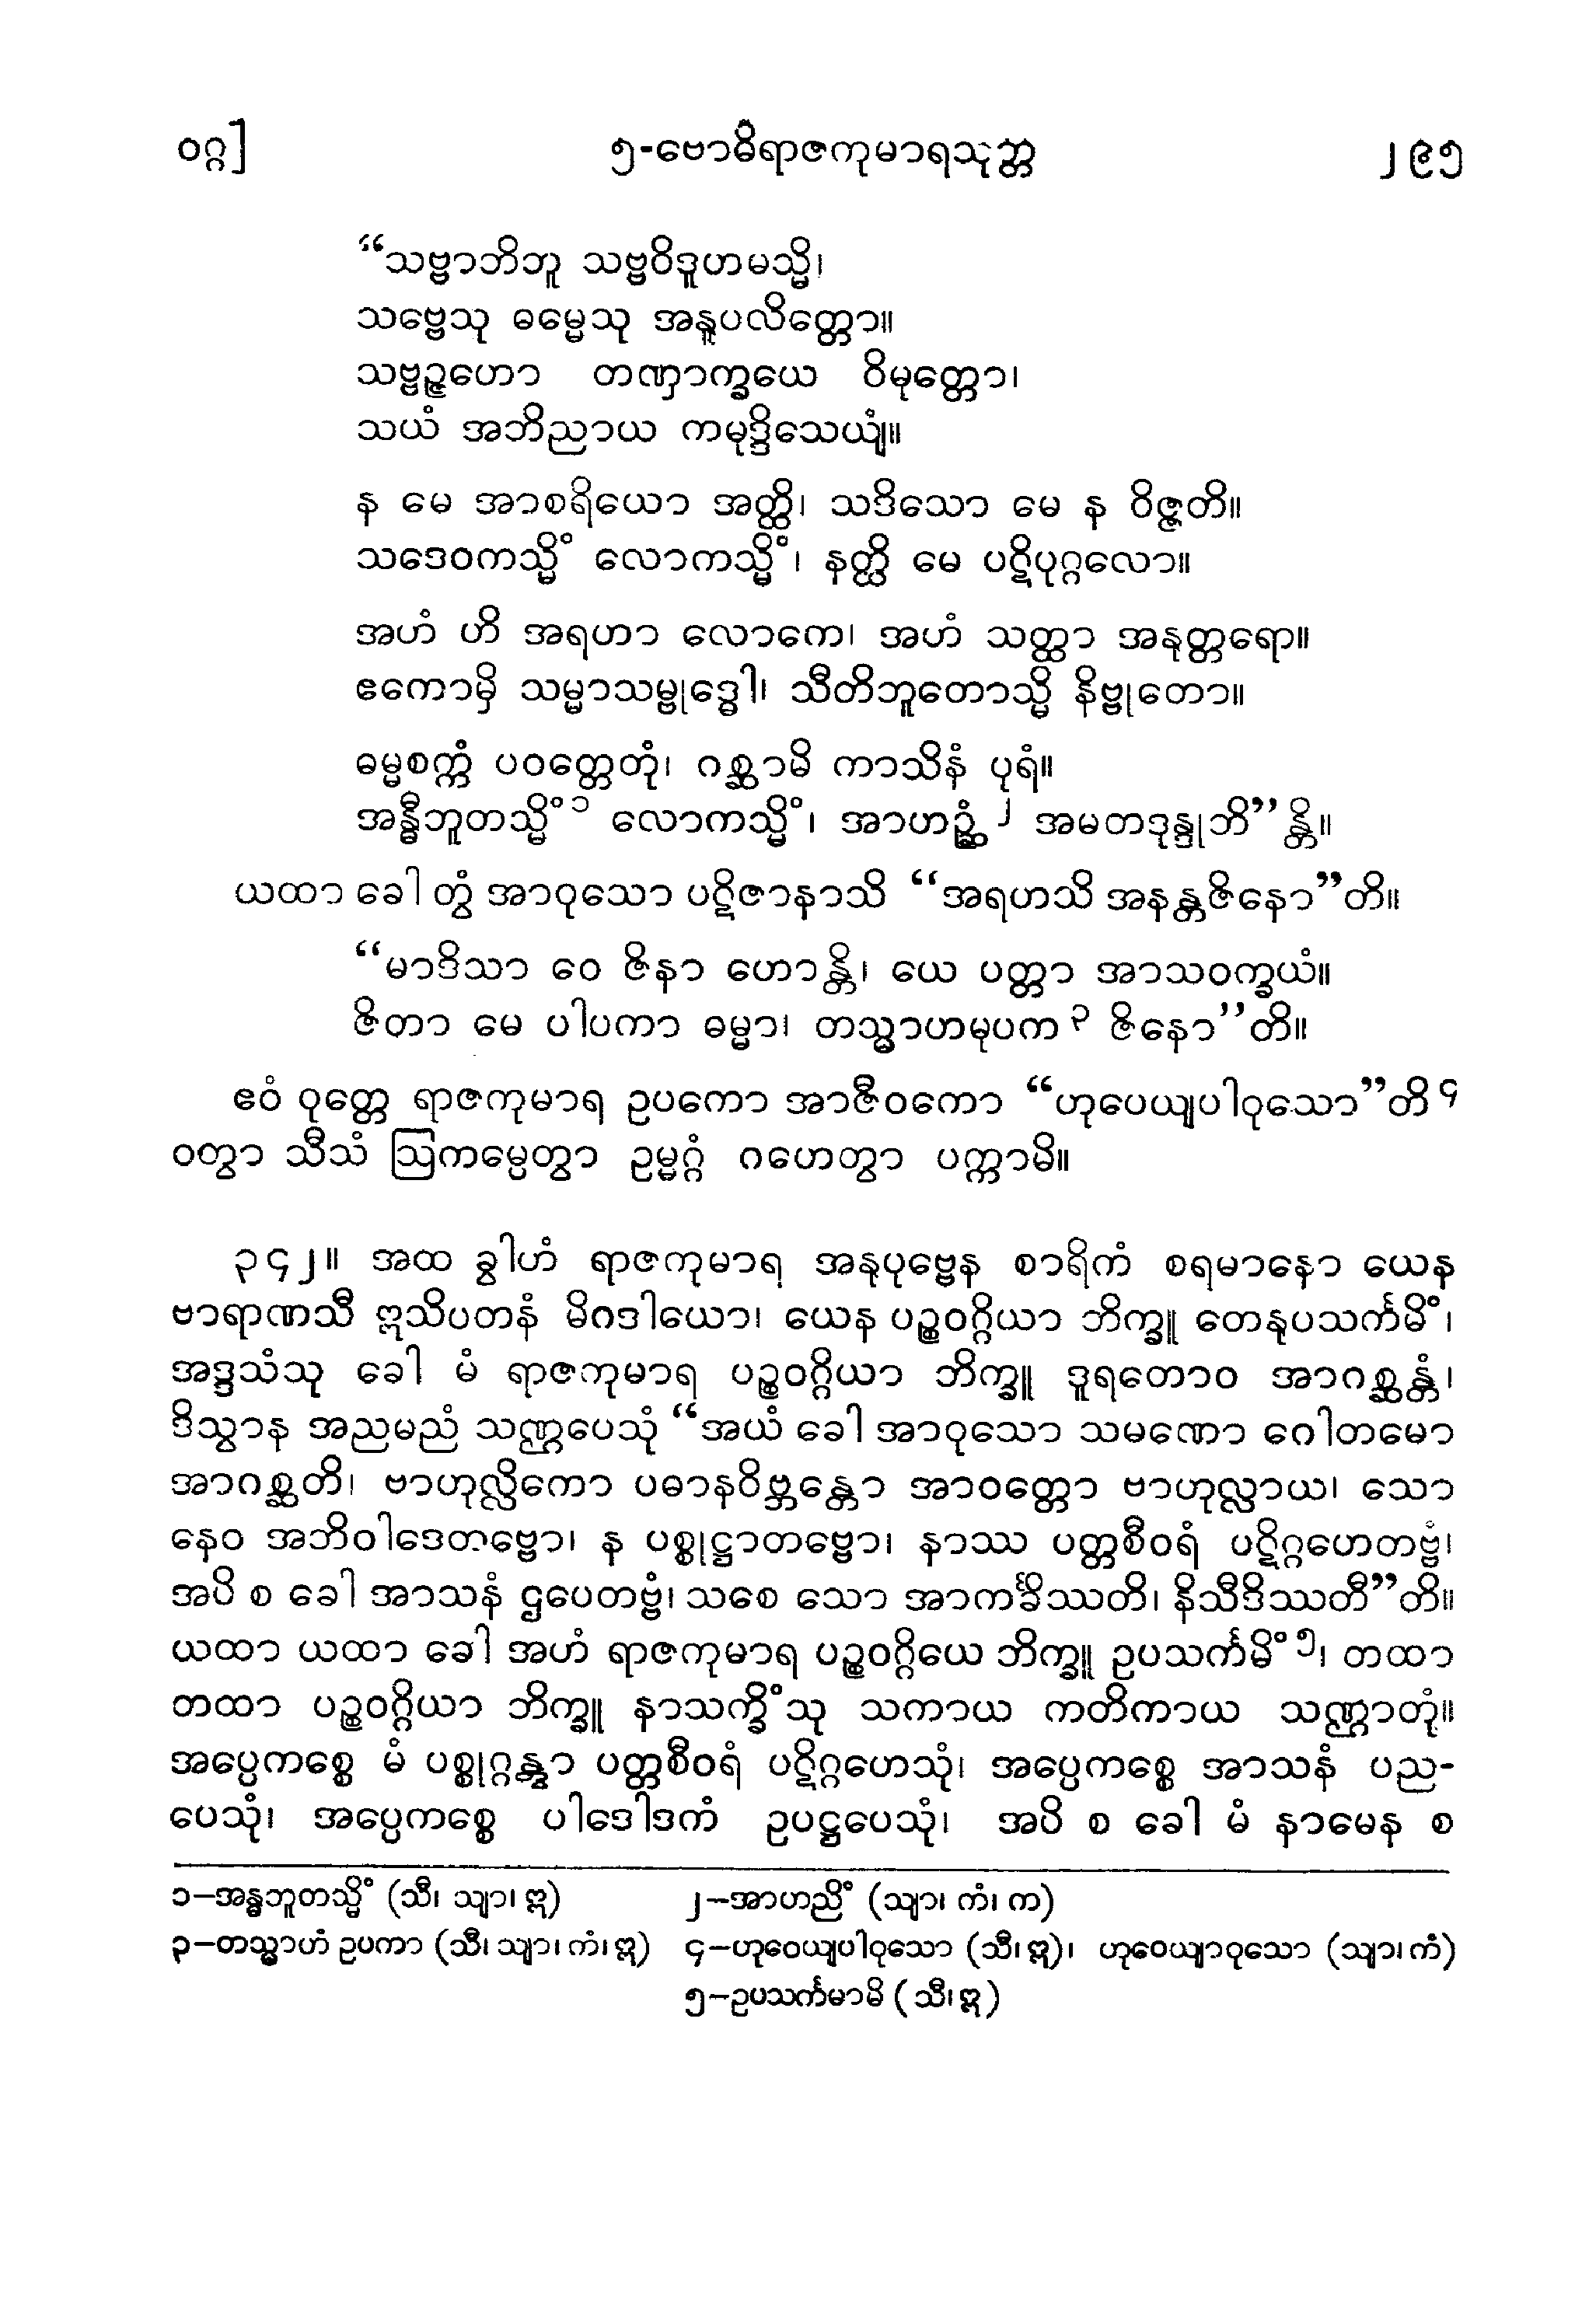 ဝဂ္ဂ] ၅-ဗောဓိရာဇကုမာရသုတ္တ ၂၉၅
“သဗ္ဗာဘိဘူ သဗ္ဗဝိဒူဟမသ္မိ၊
သဗ္ဗေသု ဓမ္မေသု အနူပလိတ္တော။
သဗ္ဗဉ္ဇဟော တဏှာက္ခယေ ဝိမုတ္တော၊
သယံ အဘိညာယ ကမုဒ္ဒိသေယျံ။
န မေ အာစရိယော အတ္ထိ၊ သဒိသော မေ န ဝိဇ္ဇတိ။
သဒေဝကသ္မိံ လောကသ္မိံ၊ နတ္ထိ မေ ပဋိပုဂ္ဂလော။
အဟံ ဟိ အရဟာ လောကေ၊ အဟံ သတ္ထာ အနုတ္တရော။
ဧကောမှိ သမ္မာသမ္ဗုဒ္ဓေါ၊ သီတိဘူတောသ္မိ နိဗ္ဗုတော။
ဓမ္မစက္ကံ ပဝတ္တေတုံ၊ ဂစ္ဆာမိ ကာသိနံ ပုရံ။
အန္ဓီဘူတသ္မိံ ၁ လောကသ္မိံ၊ အာဟဉ္ဆံ ၂ အမတဒုန္ဒုဘိ”န္တိ။
ယထာ ခေါ တွံ အာဝုသော ပဋိဇာနာသိ “အရဟသိ အနန္တဇိနော”တိ။
“မာဒိသာ ဝေ ဇိနာ ဟောန္တိ၊ ယေ ပတ္တာ အာသဝက္ခယံ။
ဇိတာ မေ ပါပကာ ဓမ္မာ၊ တသ္မာဟမုပက ၃ ဇိနော”တိ။
ဧဝံ ဝုတ္တေ ရာဇကုမာရ ဥပကော အာဇီဝကော “ဟုပေယျပါဝုသော”တိ ၄
ဝတွာ သီသံ ဩကမ္ပေတွာ ဥမ္မဂ္ဂံ ဂဟေတွာ ပက္ကာမိ။
၃၄၂။ အထ ခွါဟံ ရာဇကုမာရ အနုပုဗ္ဗေန စာရိကံ စရမာနော ယေန
ဗာရာဏသီ ဣသိပတနံ မိဂဒါယော၊ ယေန ပဉ္စဝဂ္ဂိယာ ဘိက္ခူ တေနုပသင်္ကမိံ၊
အဒ္ဒသံသု ခေါ မံ ရာဇကုမာရ ပဉ္စဝဂ္ဂိယာ ဘိက္ခူ ဒူရတောဝ အာဂစ္ဆန္တံ၊
ဒိသွာန အညမညံ သဏ္ဌပေသုံ “အယံ ခေါ အာဝုသော သမဏော ဂေါတမော
အာဂစ္ဆတိ၊ ဗာဟုလ္လိကော ပဓာနဝိဗ္ဘန္တော အာဝတ္တော ဗာဟုလ္လာယ၊ သော
နေဝ အဘိဝါဒေတဗ္ဗော၊ န ပစ္စုဋ္ဌာတဗ္ဗော၊ နာဿ ပတ္တစီဝရံ ပဋိဂ္ဂဟေတဗ္ဗံ၊
အပိ စ ခေါ အာသနံ ဌပေတဗ္ဗံ၊ သစေ သော အာကင်္ခိဿတိ၊ နိသီဒိဿတီ”တိ။
ယထာ ယထာ ခေါ အဟံ ရာဇကုမာရ ပဉ္စဝဂ္ဂိယေ ဘိက္ခူ ဥပသင်္ကမိံ ၅၊ တထာ
တထာ ပဉ္စဝဂ္ဂိယာ ဘိက္ခူ နာသက္ခိံသု သကာယ ကတိကာယ သဏ္ဌာတုံ။
အပ္ပေကစ္စေ မံ ပစ္စုဂ္ဂန္တွာ ပတ္တစီဝရံ ပဋိဂ္ဂဟေသုံ၊ အပ္ပေကစ္စေ အာသနံ ပည-
ပေသုံ၊ အပ္ပေကစ္စေ ပါဒေါဒကံ ဥပဋ္ဌပေသုံ၊ အပိ စ ခေါ မံ နာမေန စ
၁–အန္ဓဘူတသ္မိံ (သီ၊ သျာ၊ ဣ) ၂–အာဟညိံ (သျာ၊ ကံ၊ က)
၃–တသ္မာဟံ ဥပကာ (သီ၊ သျာ၊ ကံ၊ ဣ) ၄–ဟုဝေယျပါဝုသော (သီ၊ ဣ)၊ ဟုဝေယျာဝုသော (သျာ၊ ကံ)
၅–ဥပသင်္ကမာမိ (သီ၊ ဣ)